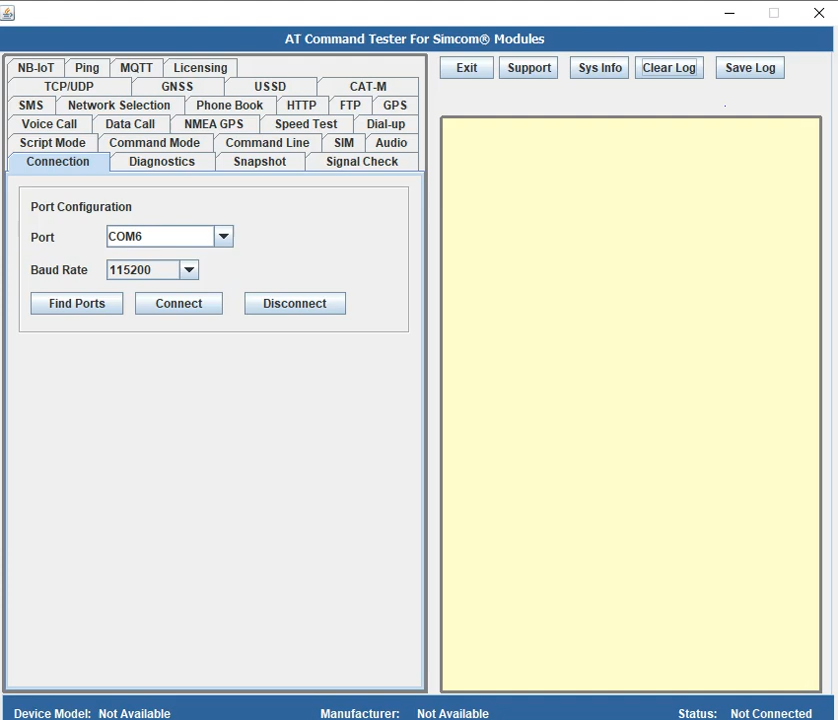 AT Command Tester For Simcom® Modules
NB-IoT Ping MQTT Licensing
TCP/UDP GNSS USSD CAT-M
SMS Network Selection Phone Book HTTP FTP GPS
Voice Call Data Call NMEA GPS Speed Test Dial-up
Script Mode Command Mode Command Line SIM Audio
Connection Diagnostics Snapshot Signal Check
Exit Support Sys Info Clear Log Save Log
Port Configuration
Port COM6
Baud Rate 115200
Find Ports Connect Disconnect
Device Model: Not Available Manufacturer: Not Available Status: Not Connected